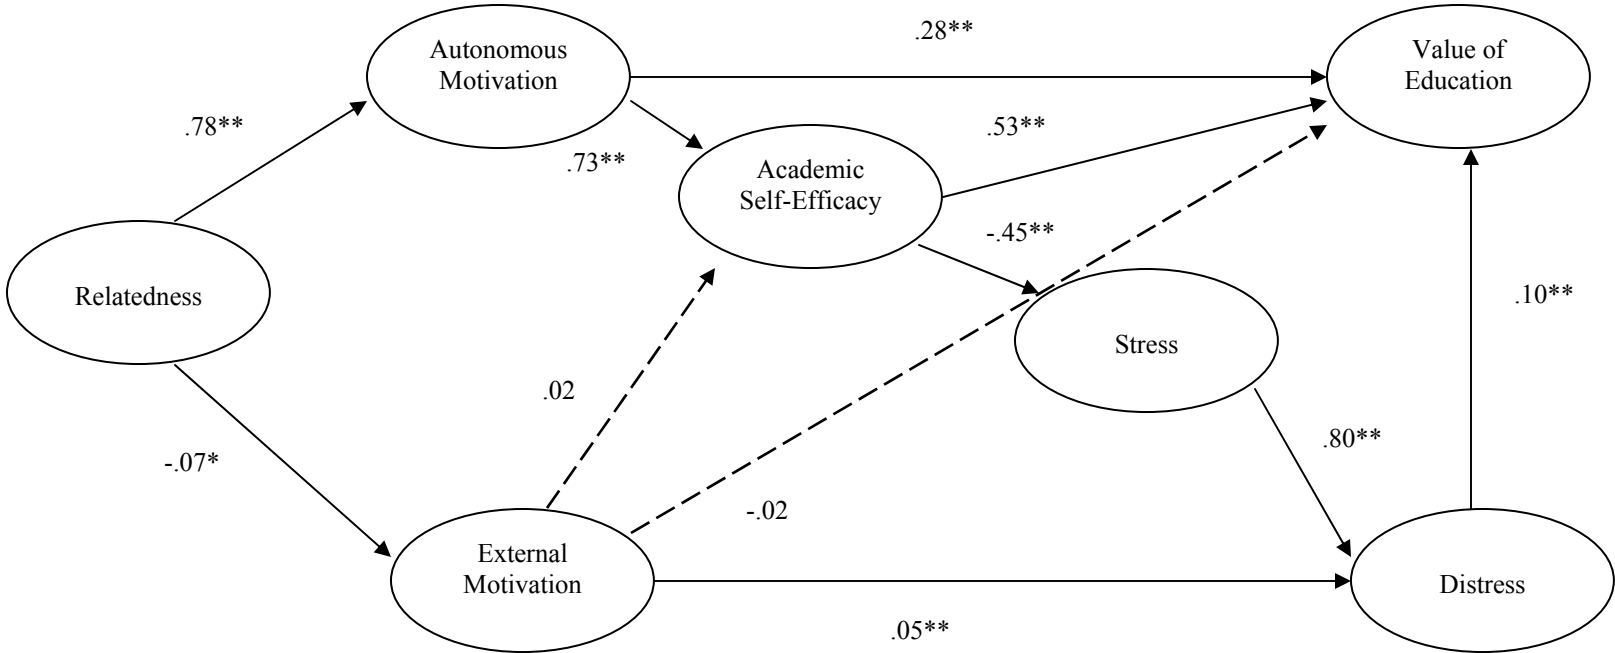 .28**
Autonomous
Motivation
Value of
Education
.78**
.53**
.73**
Academic
Self-Efficacy
-.45**
Relatedness
.10**
Stress
.02
.80**
-.07*
-.02
External
Motivation
Distress
.05**